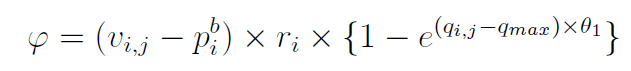 φ = (v_{i,j} − p_i^b) × r_i × {1 − e^{(q_{i,j}−q_{max})×θ_1}}